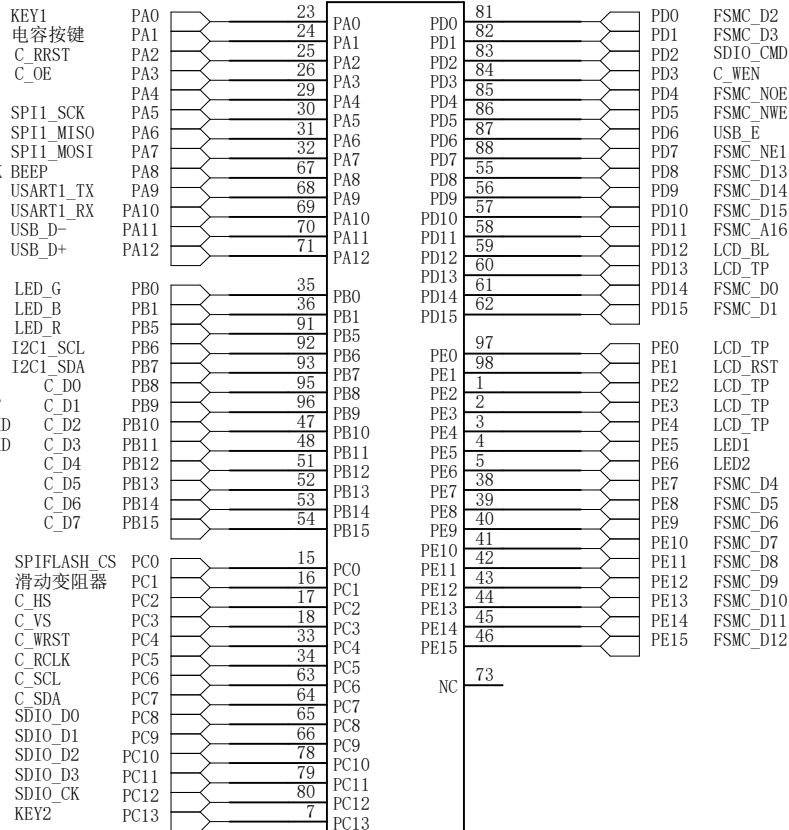 KEY1 PA0 23 PA0
电容按键 PA1 24 PA1
C_RRST PA2 25 PA2
C_OE PA3 26 PA3
PA4 29 PA4
SPI1_SCK PA5 30 PA5
SPI1_MISO PA6 31 PA6
SPI1_MOSI PA7 32 PA7
BEEP PA8 67 PA8
USART1_TX PA9 68 PA9
USART1_RX PA10 69 PA10
USB_D- PA11 70 PA11
USB_D+ PA12 71 PA12
LED_G PB0 35 PB0
LED_B PB1 36 PB1
LED_R PB5 91 PB5
I2C1_SCL PB6 92 PB6
I2C1_SDA PB7 93 PB7
C_D0 PB8 95 PB8
C_D1 PB9 96 PB9
D C_D2 PB10 47 PB10
D C_D3 PB11 48 PB11
C_D4 PB12 51 PB12
C_D5 PB13 52 PB13
C_D6 PB14 53 PB14
C_D7 PB15 54 PB15
SPIFLASH_CS PC0 15 PC0
滑动变阻器 PC1 16 PC1
C_HS PC2 17 PC2
C_VS PC3 18 PC3
C_WRST PC4 33 PC4
C_RCLK PC5 34 PC5
C_SCL PC6 63 PC6
C_SDA PC7 64 PC7
SDIO_D0 PC8 65 PC8
SDIO_D1 PC9 66 PC9
SDIO_D2 PC10 78 PC10
SDIO_D3 PC11 79 PC11
SDIO_CK PC12 80 PC12
KEY2 PC13 7 PC13
PD0 81 PD0 FSMC_D2
PD1 82 PD1 FSMC_D3
PD2 83 PD2 SDIO_CMD
PD3 84 PD3 C_WEN
PD4 85 PD4 FSMC_NOE
PD5 86 PD5 FSMC_NWE
PD6 87 PD6 USB_E
PD7 88 PD7 FSMC_NE1
PD8 55 PD8 FSMC_D13
PD9 56 PD9 FSMC_D14
PD10 57 PD10 FSMC_D15
PD11 58 PD11 FSMC_A16
PD12 59 PD12 LCD_BL
PD13 60 PD13 LCD_TP
PD14 61 PD14 FSMC_D0
PD15 62 PD15 FSMC_D1
PE0 97 PE0 LCD_TP
PE1 98 PE1 LCD_RST
PE2 1 PE2 LCD_TP
PE3 2 PE3 LCD_TP
PE4 3 PE4 LCD_TP
PE5 4 PE5 LED1
PE6 5 PE6 LED2
PE7 38 PE7 FSMC_D4
PE8 39 PE8 FSMC_D5
PE9 40 PE9 FSMC_D6
PE10 41 PE10 FSMC_D7
PE11 42 PE11 FSMC_D8
PE12 43 PE12 FSMC_D9
PE13 44 PE13 FSMC_D10
PE14 45 PE14 FSMC_D11
PE15 46 PE15 FSMC_D12
NC 73